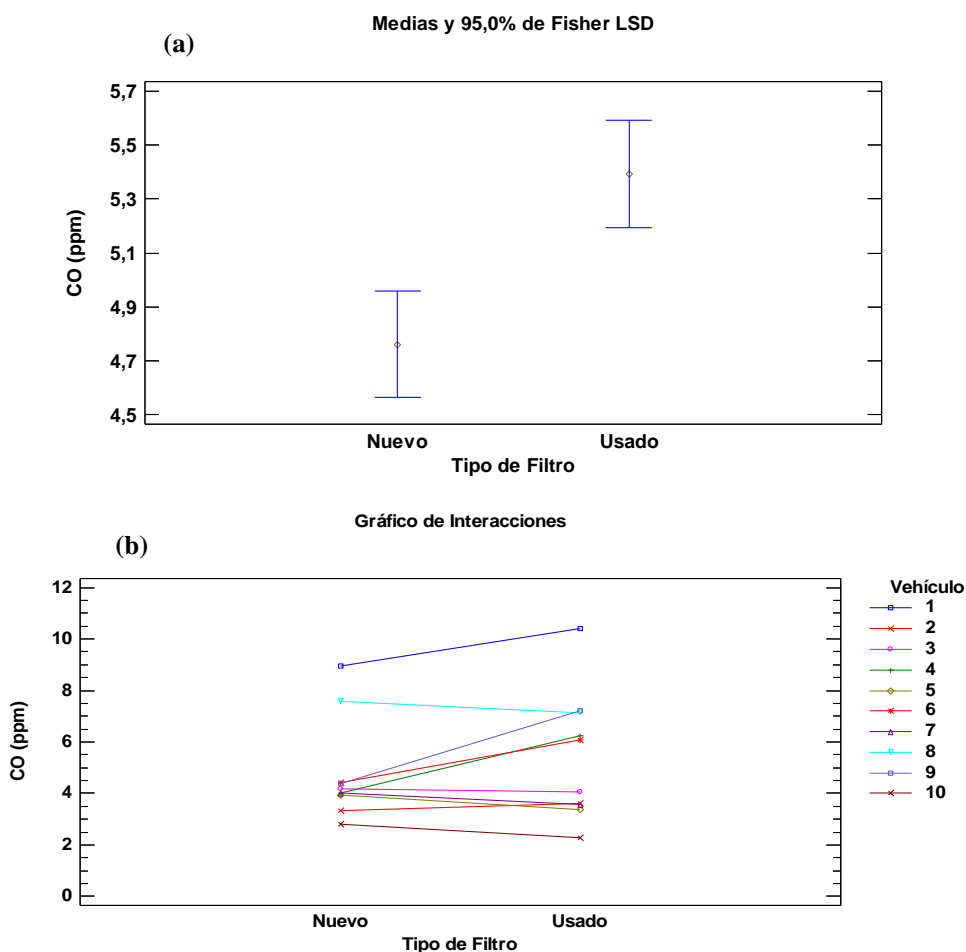 Medias y 95,0% de Fisher LSD
(a)
CO (ppm)
5,7
5,5
5,3
5,1
4,9
4,7
4,5
Nuevo Usado
Tipo de Filtro
Gráfico de Interacciones
(b)
CO (ppm)
12
10
8
6
4
2
0
Nuevo Usado
Tipo de Filtro
Vehículo
1
2
3
4
5
6
7
8
9
10